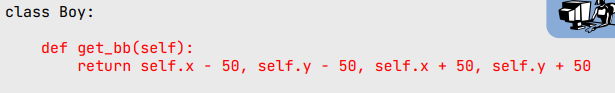 class Boy:
    def get_bb(self):
        return self.x - 50, self.y - 50, self.x + 50, self.y + 50